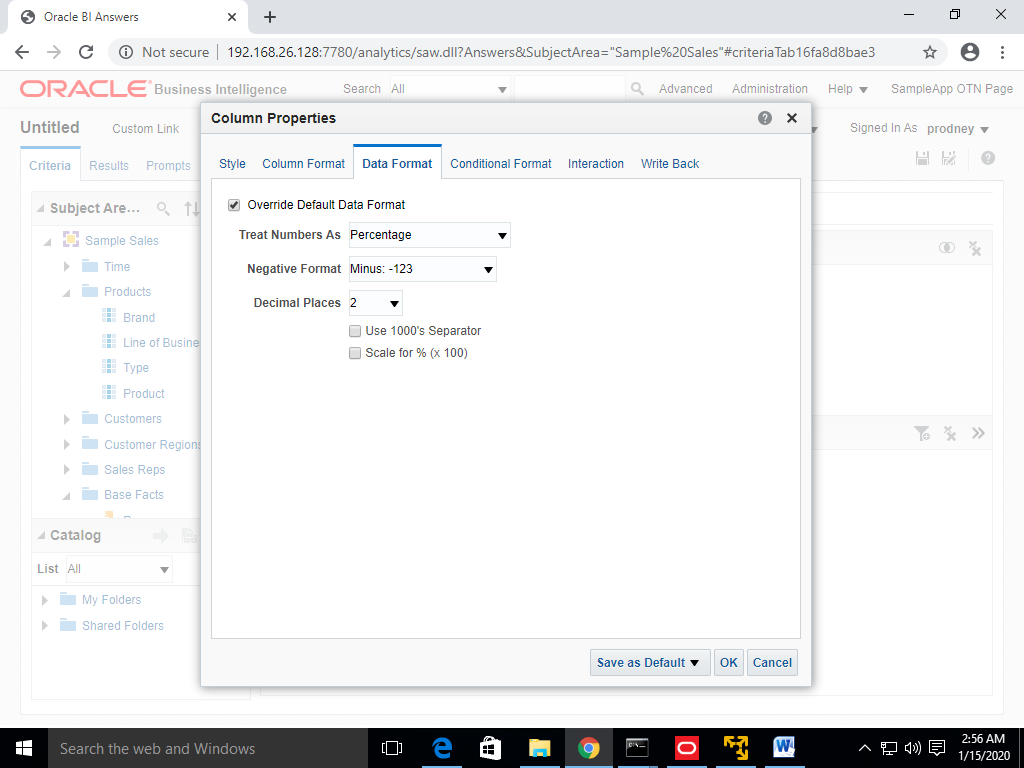 Oracle BI Answers
Not secure
192.168.26.128:7780/analytics/saw.dll?Answers&SubjectArea="Sample%20Sales"#criteriaTab16fa8d8bae3
ORACLE Business Intelligence
Search All
Advanced
Administration
Help
SampleApp OTN Page
Untitled
Custom Link
Signed In As prodney
Criteria
Results
Prompts
Subject Are...
Sample Sales
Time
Products
Brand
Line of Busine
Type
Product
Customers
Customer Regions
Sales Reps
Base Facts
Catalog
List All
My Folders
Shared Folders
Column Properties
Style
Column Format
Data Format
Conditional Format
Interaction
Write Back
Override Default Data Format
Treat Numbers As Percentage
Negative Format Minus: -123
Decimal Places 2
Use 1000's Separator
Scale for % (x 100)
Save as Default
OK
Cancel
Search the web and Windows
2:56 AM
1/15/2020